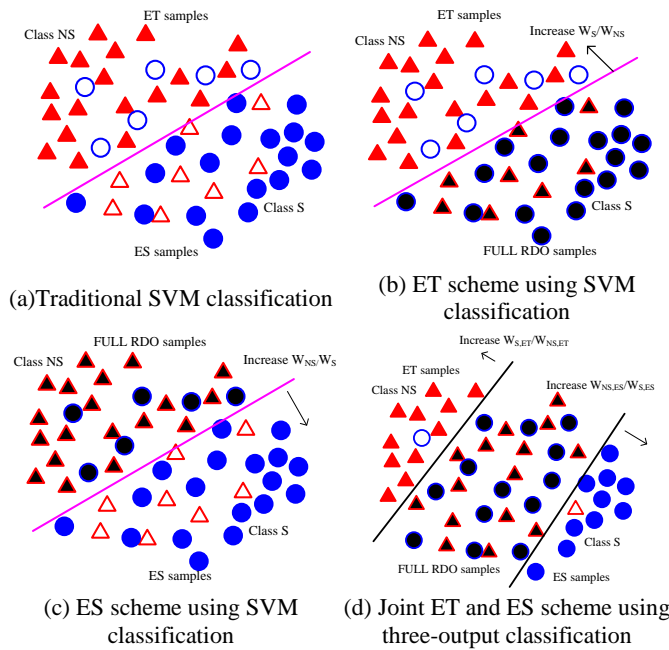 ET samples
Class NS
Class S
ES samples
(a)Traditional SVM classification
ET samples
Class NS
Increase W_S/W_NS
Class S
FULL RDO samples
(b) ET scheme using SVM
classification
FULL RDO samples
Class NS
Increase W_NS/W_S
Class S
ES samples
(c) ES scheme using SVM
classification
Increase W_S,ET/W_NS,ET
ET samples
Class NS
Increase W_NS,ES/W_S,ES
Class S
FULL RDO samples
ES samples
(d) Joint ET and ES scheme using
three-output classification